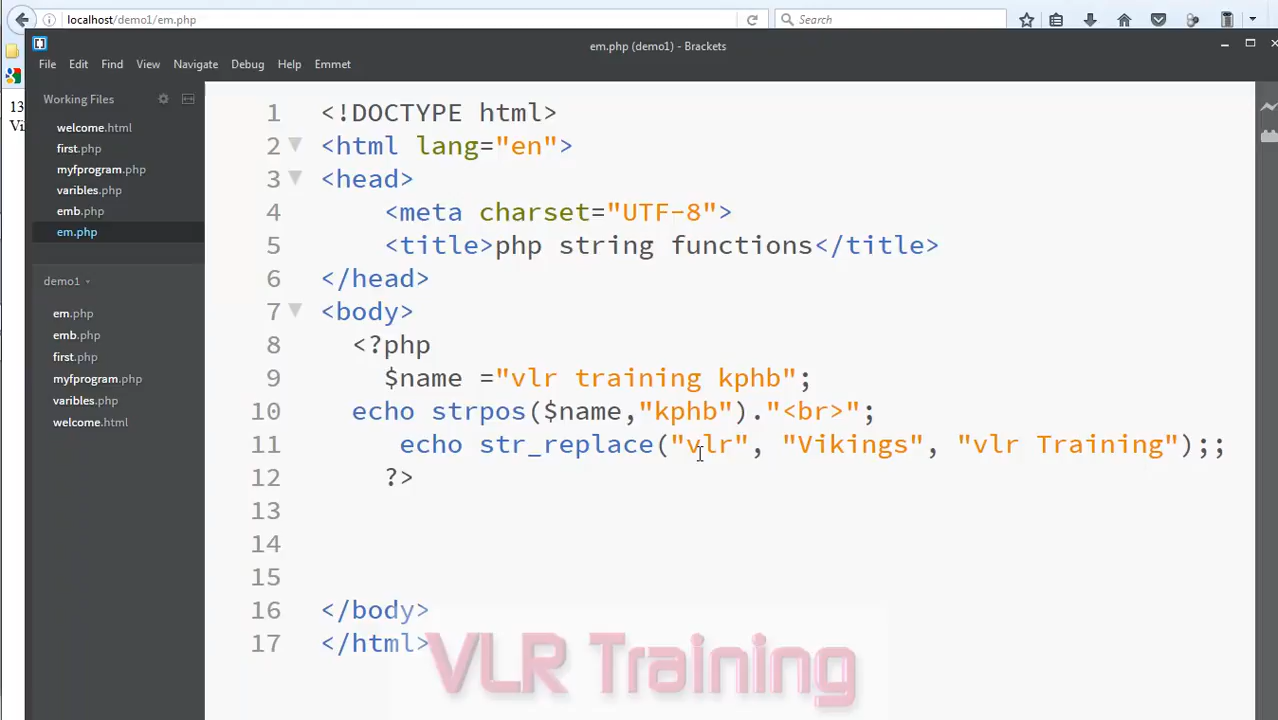 localhost/demo1/em.php
Search
em.php (demo1) - Brackets
File Edit Find View Navigate Debug Help Emmet
Working Files
welcome.html
first.php
myfprogram.php
varibles.php
emb.php
em.php
demo1
em.php
emb.php
first.php
myfprogram.php
varibles.php
welcome.html
13
Vi
1 <!DOCTYPE html>
2 <html lang="en">
3 <head>
4 <meta charset="UTF-8">
5 <title>php string functions</title>
6 </head>
7 <body>
8 <?php
9 $name ="vlr training kphb";
10 echo strpos($name,"kphb")."<br>";
11 echo str_replace("vlr", "Vikings", "vlr Training");;
12 ?>
13
14
15
16 </body>
17 </html>
VLR Training